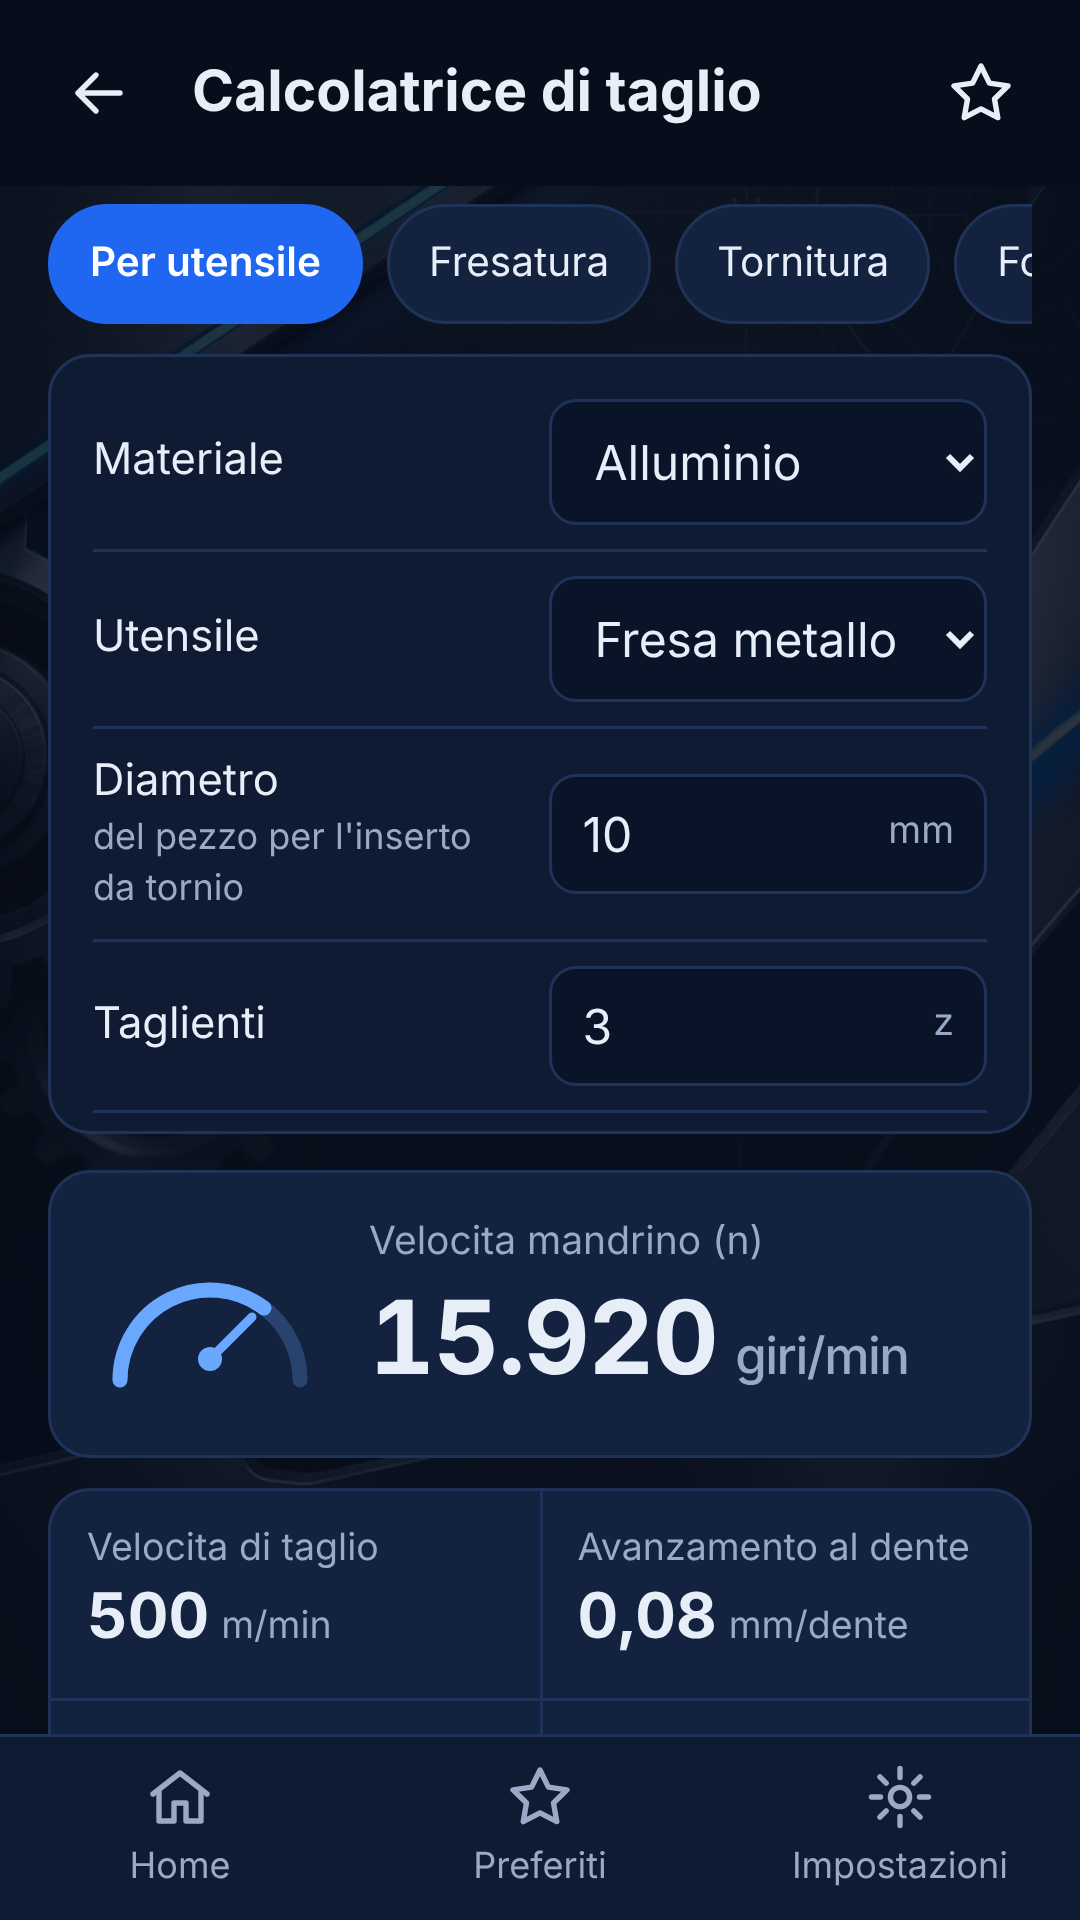 Calcolatrice di taglio
Per utensile
Fresatura
Tornitura
Fo
Materiale
Alluminio
Utensile
Fresa metallo
Diametro
del pezzo per l'inserto
da tornio
10
mm
Taglienti
3
z
Velocita mandrino (n)
15.920 giri/min
Velocita di taglio
500 m/min
Avanzamento al dente
0,08 mm/dente
Home
Preferiti
Impostazioni